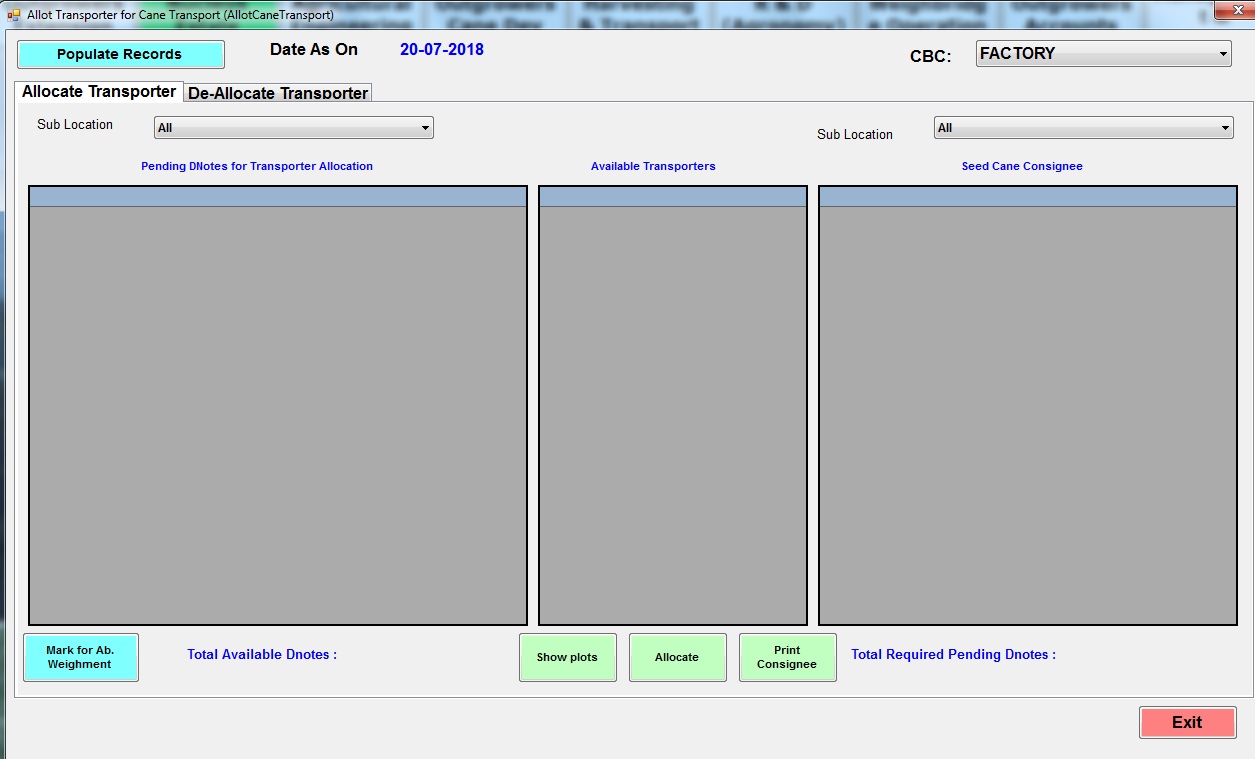 Allot Transporter for Cane Transport (AllotCaneTransport)
Populate Records
Date As On
20-07-2018
CBC:
FACTORY
Allocate Transporter
De-Allocate Transporter
Sub Location
All
Sub Location
All
Pending DNotes for Transporter Allocation
Available Transporters
Seed Cane Consignee
Mark for Ab.
Weighment
Total Available Dnotes :
Show plots
Allocate
Print
Consignee
Total Required Pending Dnotes :
Exit